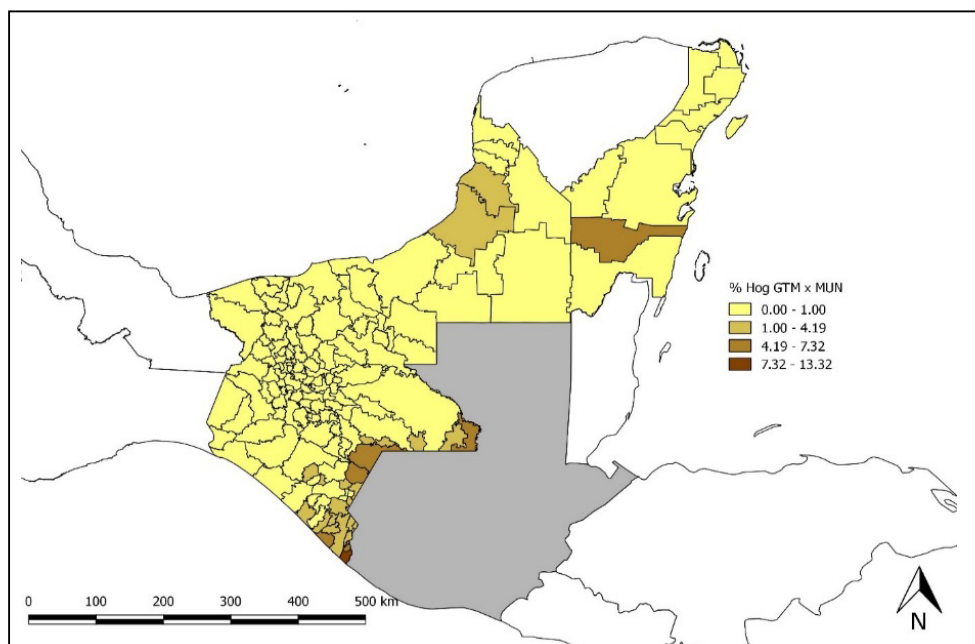 % Hog GTM x MUN
0.00 - 1.00
1.00 - 4.19
4.19 - 7.32
7.32 - 13.32
0 100 200 300 400 500 km
N